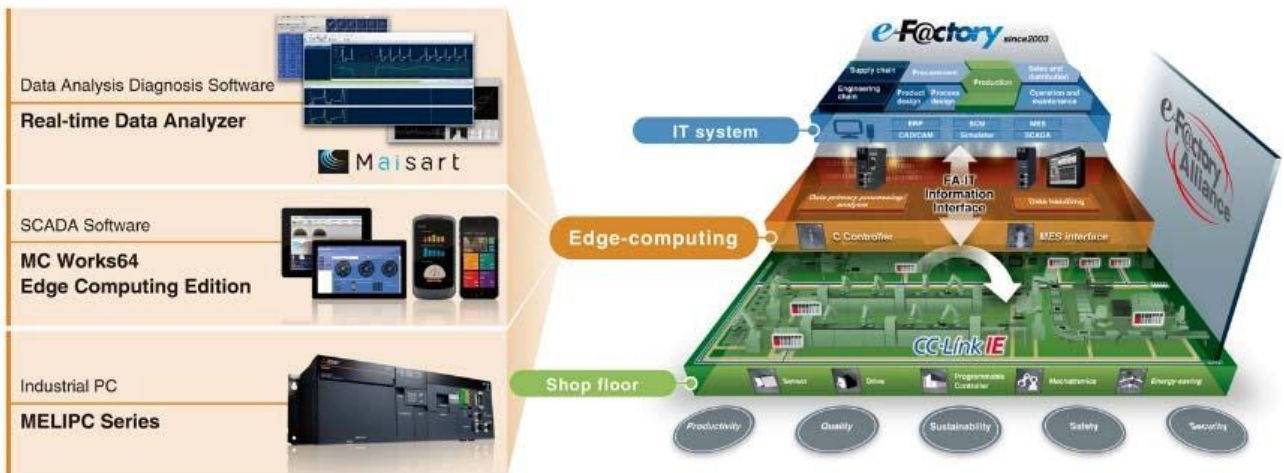 Data Analysis Diagnosis Software
Real-time Data Analyzer
Maisart
SCADA Software
MC Works64
Edge Computing Edition
Industrial PC
MELIPC Series
Edge-computing
IT system
Shop floor
e-F@ctory since2003
Supply chain
Procurement
Production
Sales and
distribution
Engineering
chain
Product
design
Process
design
Operation and
maintenance
ERP
SCM
MES
CAD/CAM
Simulator
SCADA
FA-IT
Information
Interface
Data primary processing/
analysis
Data handling
C Controller
MES interface
CC-Link IE
Sensor
Drive
Programmable
Controller
Mechatronics
Energy-saving
Productivity
Quality
Sustainability
Safety
Security
e-F@ctory
Alliance